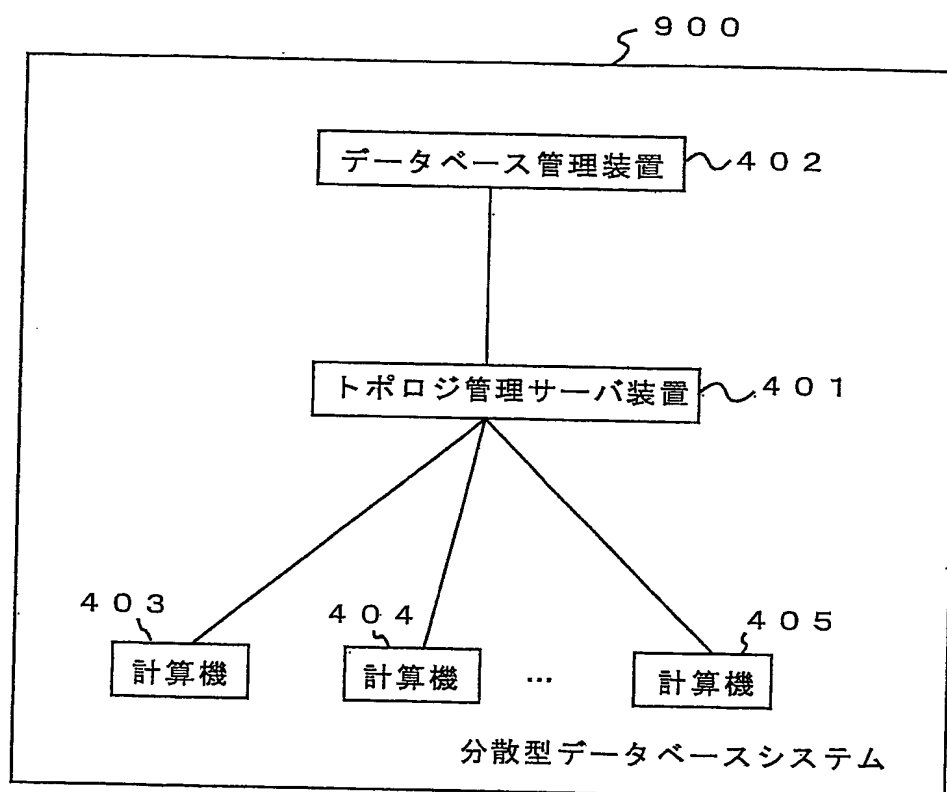 ９００
データベース管理装置
４０２
トポロジ管理サーバ装置
４０１
４０３
４０４
４０５
計算機
計算機
…
計算機
分散型データベースシステム